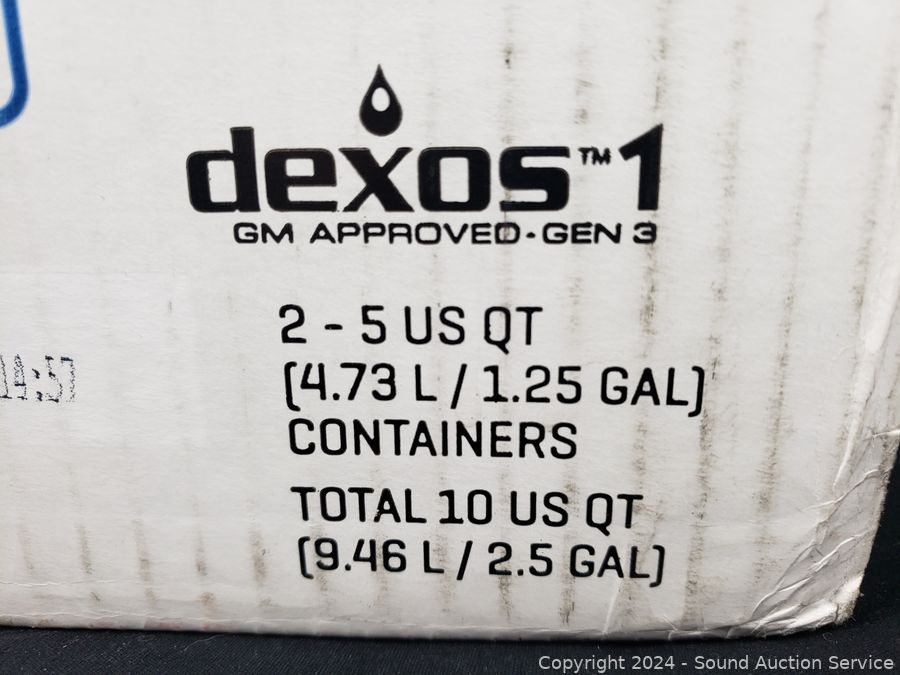 dexos™1
GM APPROVED·GEN 3
2 - 5 US QT
(4.73 L / 1.25 GAL)
CONTAINERS
TOTAL 10 US QT
(9.46 L / 2.5 GAL)
Copyright 2024 - Sound Auction Service